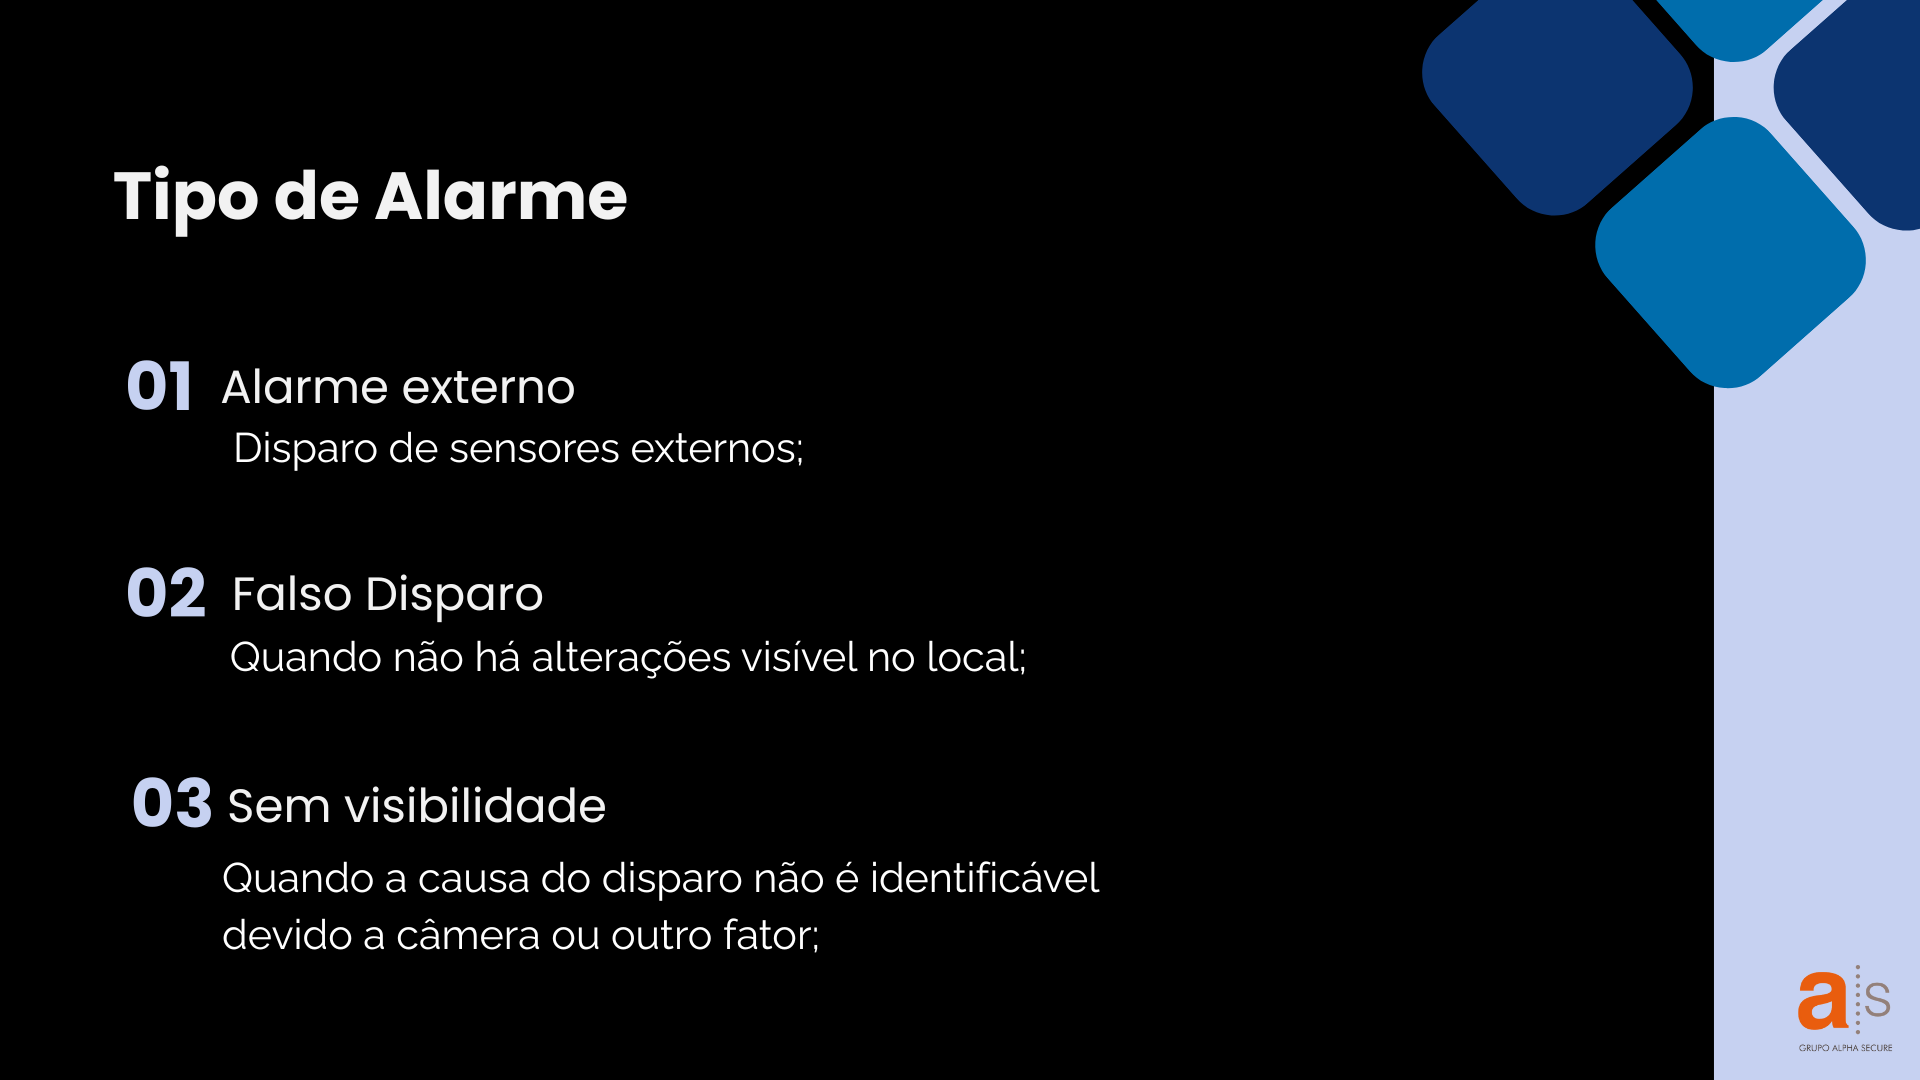 Tipo de Alarme
01 Alarme externo
Disparo de sensores externos;
02 Falso Disparo
Quando não há alterações visível no local;
03 Sem visibilidade
Quando a causa do disparo não é identificável
devido a câmera ou outro fator;
a s
GRUPO ALPHA SECURE